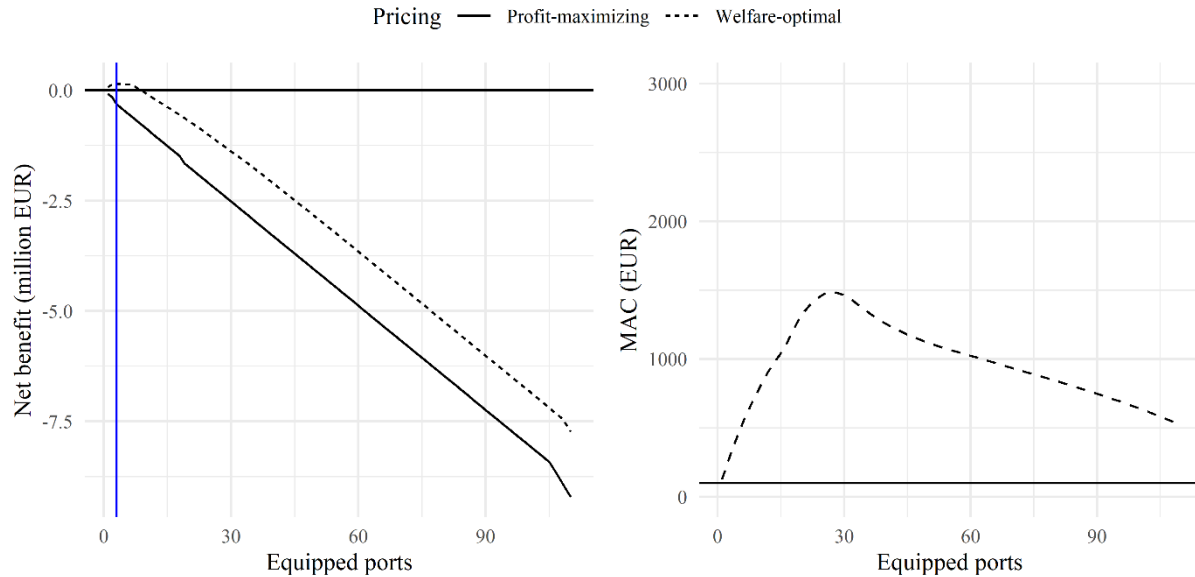 Pricing Profit-maximizing Welfare-optimal
Net benefit (million EUR)
0.0
-2.5
-5.0
-7.5
0 30 60 90
Equipped ports
MAC (EUR)
3000
2000
1000
0
0 30 60 90
Equipped ports